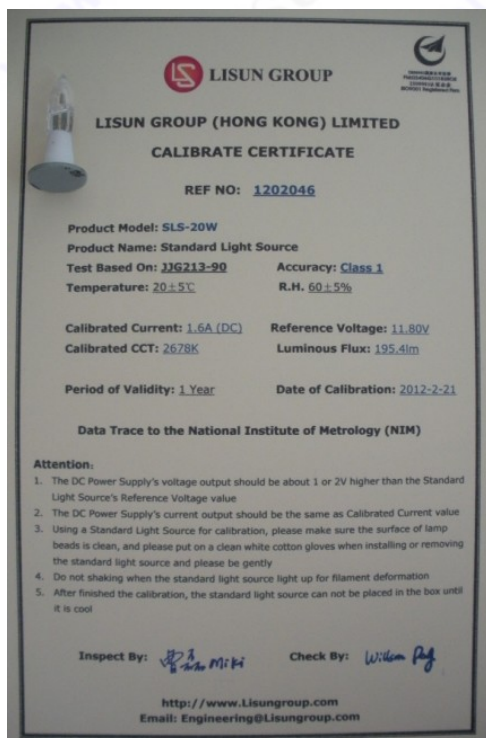 LISUN GROUP
LISUN GROUP (HONG KONG) LIMITED
CALIBRATE CERTIFICATE
REF NO: 1202046
Product Model: SLS-20W
Product Name: Standard Light Source
Test Based On: JJG213-90 Accuracy: Class 1
Temperature: 20±5℃ R.H. 60±5%
Calibrated Current: 1.6A (DC) Reference Voltage: 11.80V
Calibrated CCT: 2678K Luminous Flux: 195.4lm
Period of Validity: 1 Year Date of Calibration: 2012-2-21
Data Trace to the National Institute of Metrology (NIM)
Attention:
1. The DC Power Supply's voltage output should be about 1 or 2V higher than the Standard
Light Source's Reference Voltage value
2. The DC Power Supply's current output should be the same as Calibrated Current value
3. Using a Standard Light Source for calibration, please make sure the surface of lamp
beads is clean, and please put on a clean white cotton gloves when installing or removing
the standard light source and please be gently
4. Do not shaking when the standard light source light up for filament deformation
5. After finished the calibration, the standard light source can not be placed in the box until
it is cool
Inspect By: Miki Check By: William
http://www.Lisungroup.com
Email: Engineering@Lisungroup.com